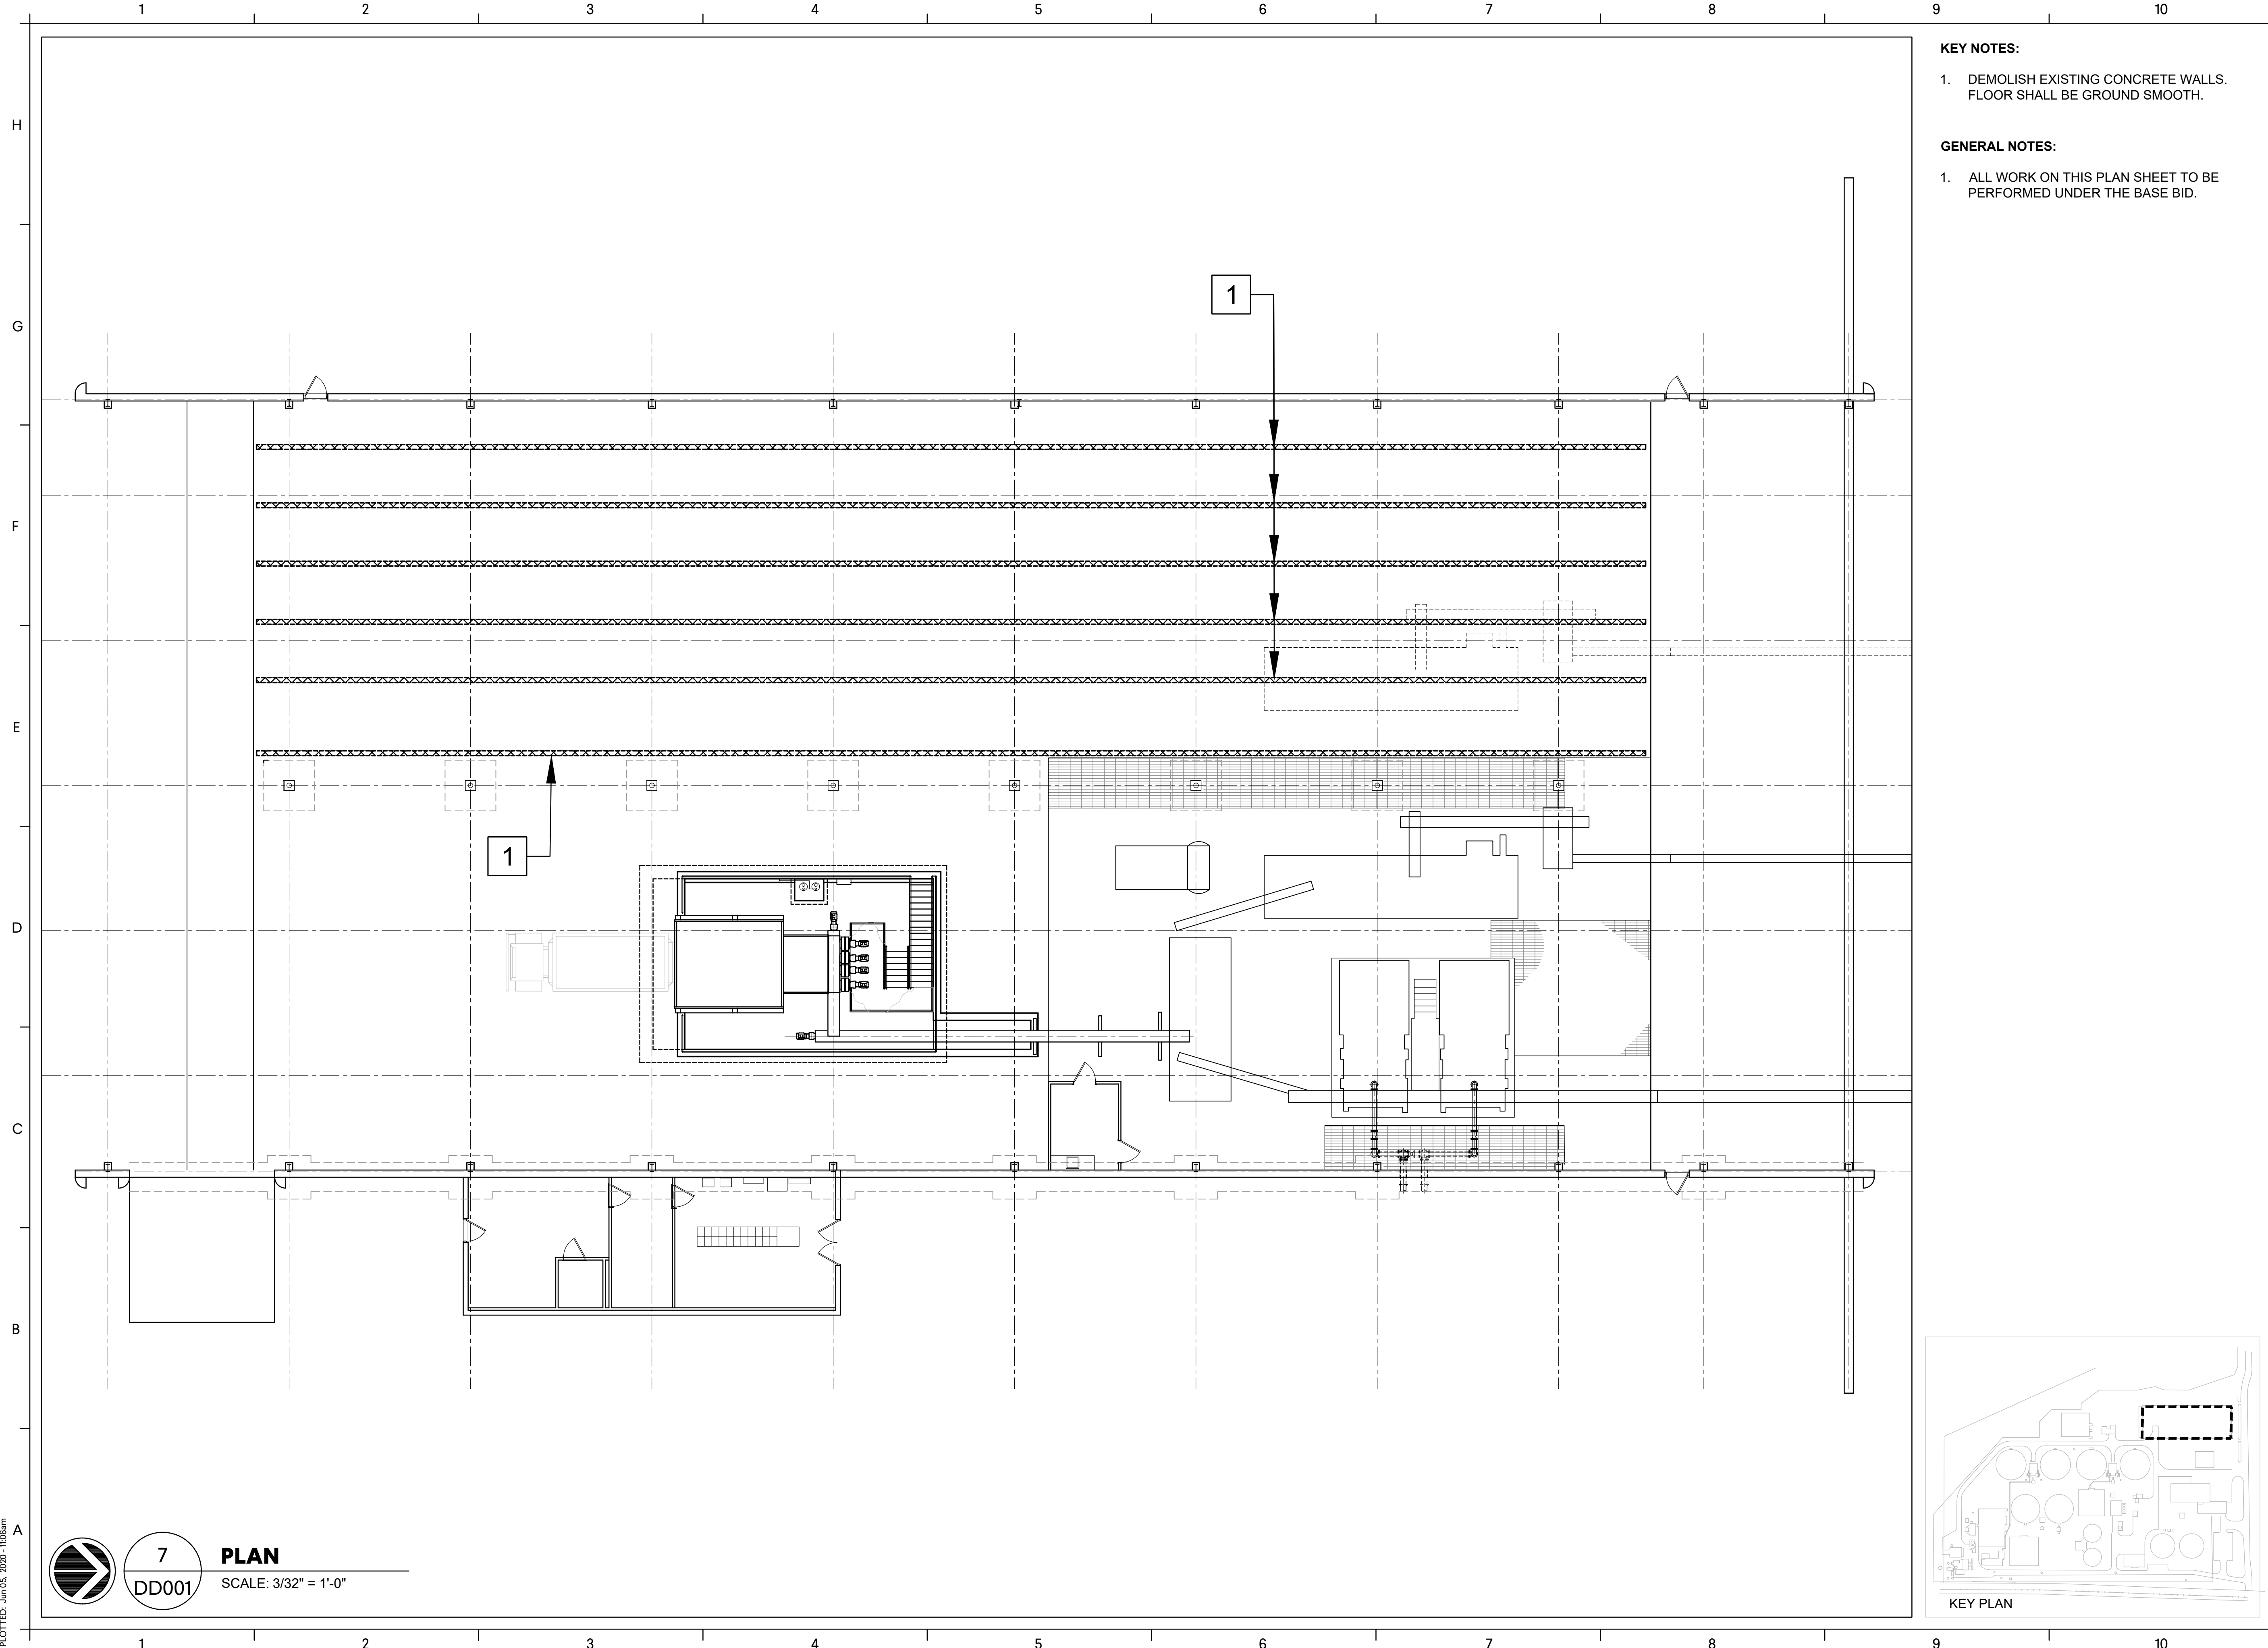 1 2 3 4 5 6 7 8 9 10
H
G
F
E
D
C
B
A
KEY NOTES:
1. DEMOLISH EXISTING CONCRETE WALLS.
FLOOR SHALL BE GROUND SMOOTH.
GENERAL NOTES:
1. ALL WORK ON THIS PLAN SHEET TO BE
PERFORMED UNDER THE BASE BID.
1
1
7
DD001
PLAN
SCALE: 3/32" = 1'-0"
KEY PLAN
PLOTTED: Jun 05, 2020 - 11:06am
1 2 3 4 5 6 7 8 9 10